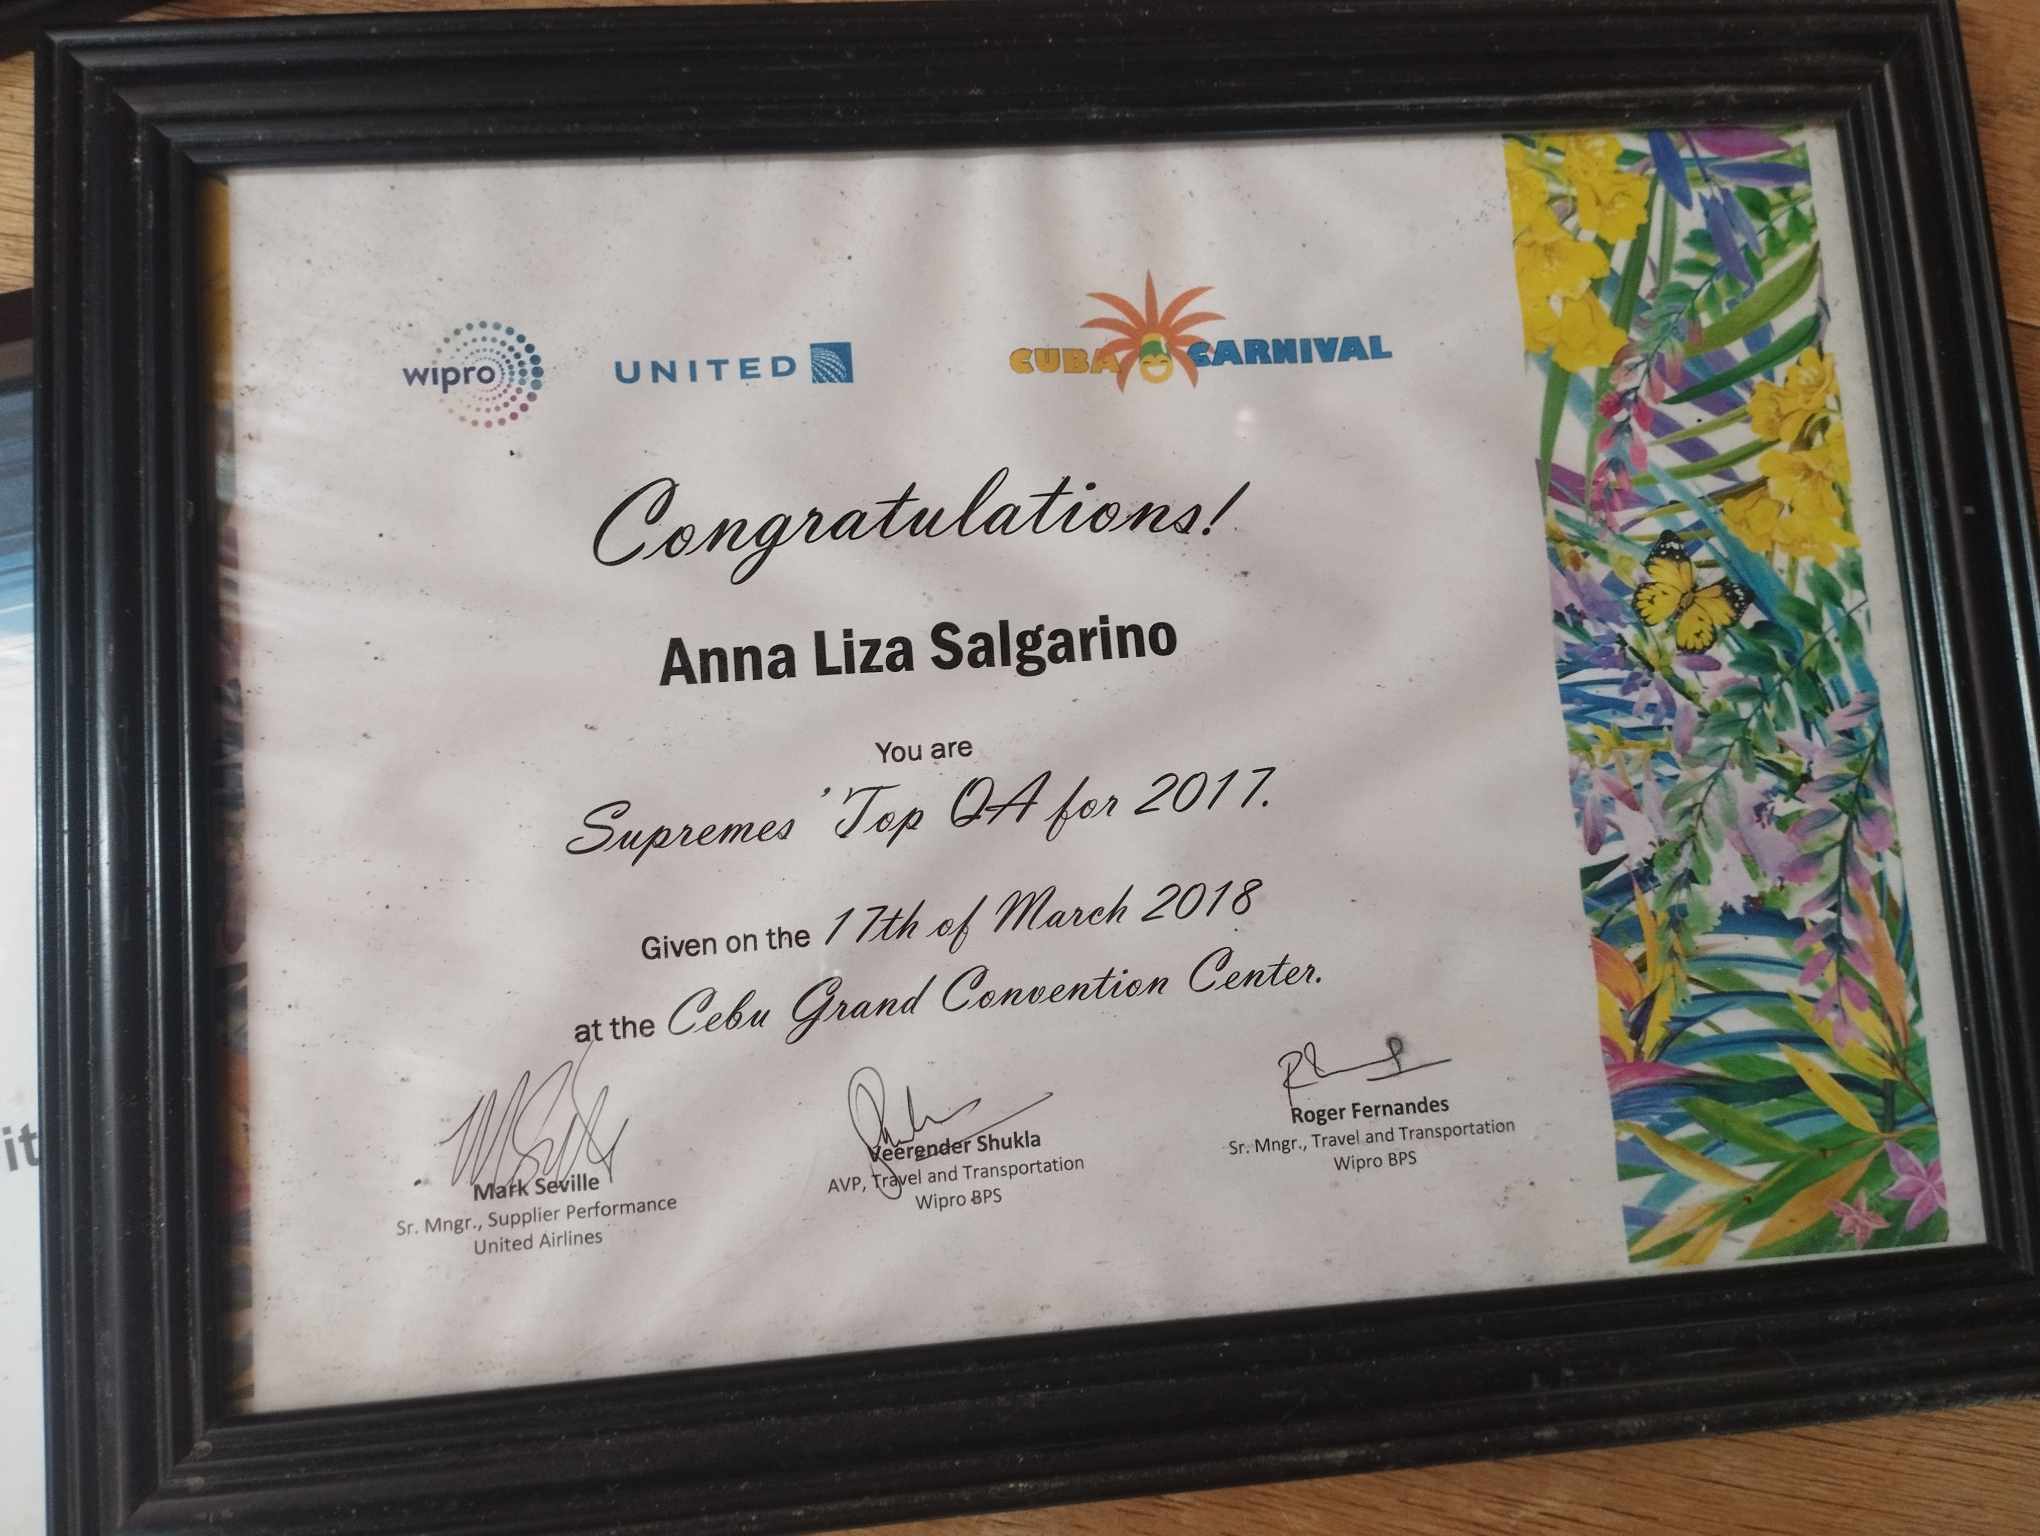 wipro
UNITED
CUBA CARNIVAL
Congratulations!
Anna Liza Salgarino
You are
Supremes' Top QA for 2017.
Given on the 17th of March 2018
at the Cebu Grand Convention Center.
Mark Seville
Sr. Mngr., Supplier Performance
United Airlines
Veerender Shukla
AVP, Travel and Transportation
Wipro BPS
Roger Fernandes
Sr. Mngr., Travel and Transportation
Wipro BPS
it